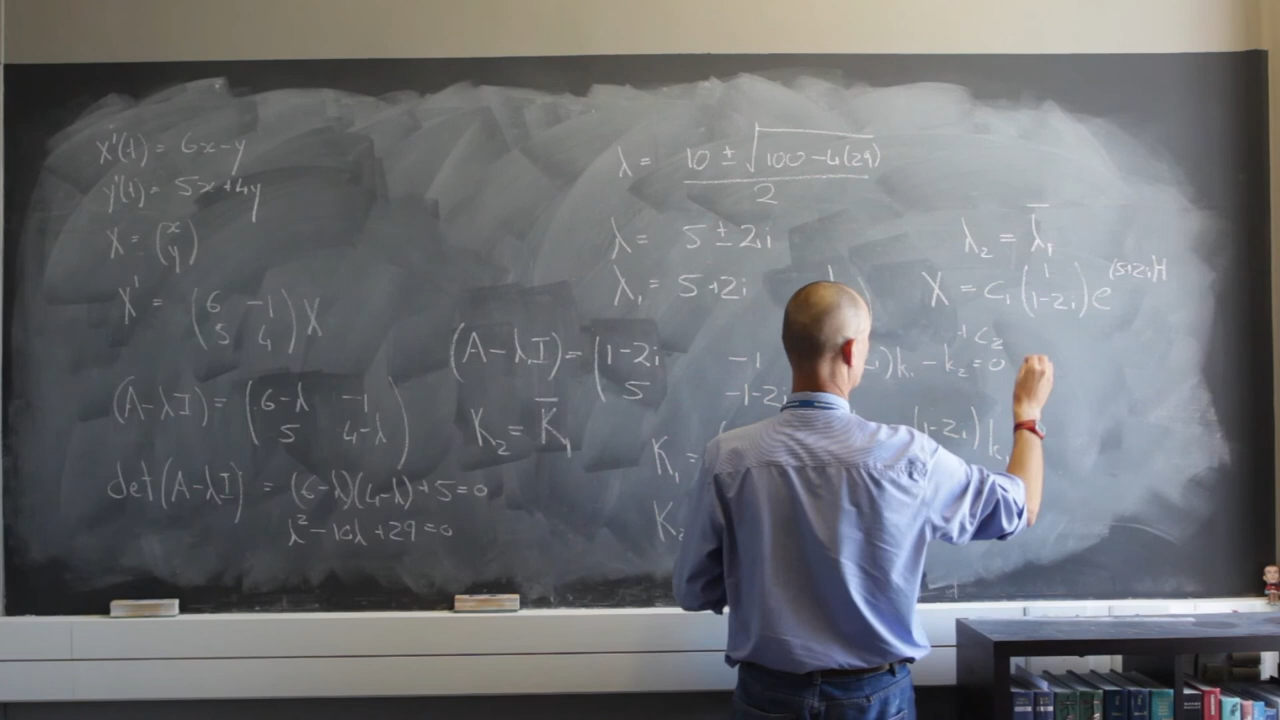 x'(t) = 6x-y
y'(t) = 5x+4y
X = (x y)
X' = (6 -1 5 4) X
(A-λI) = (6-λ -1 5 4-λ)
det(A-λI) = (6-λ)(4-λ)+5=0
λ²-10λ+29=0
(A-λI) = (1-2i -1 5 -1-2i
K₂ = K̅₁
λ = 10 ± √100-4(29) / 2
λ = 5 ± 2i
λ₁ = 5+2i
)k₁ - k₂ = 0
(1-2i)k₁
K₁ =
K₂
λ₂ = λ̅₁
X = C₁ (1 1-2i) e^(5+2i)t
+ C₂